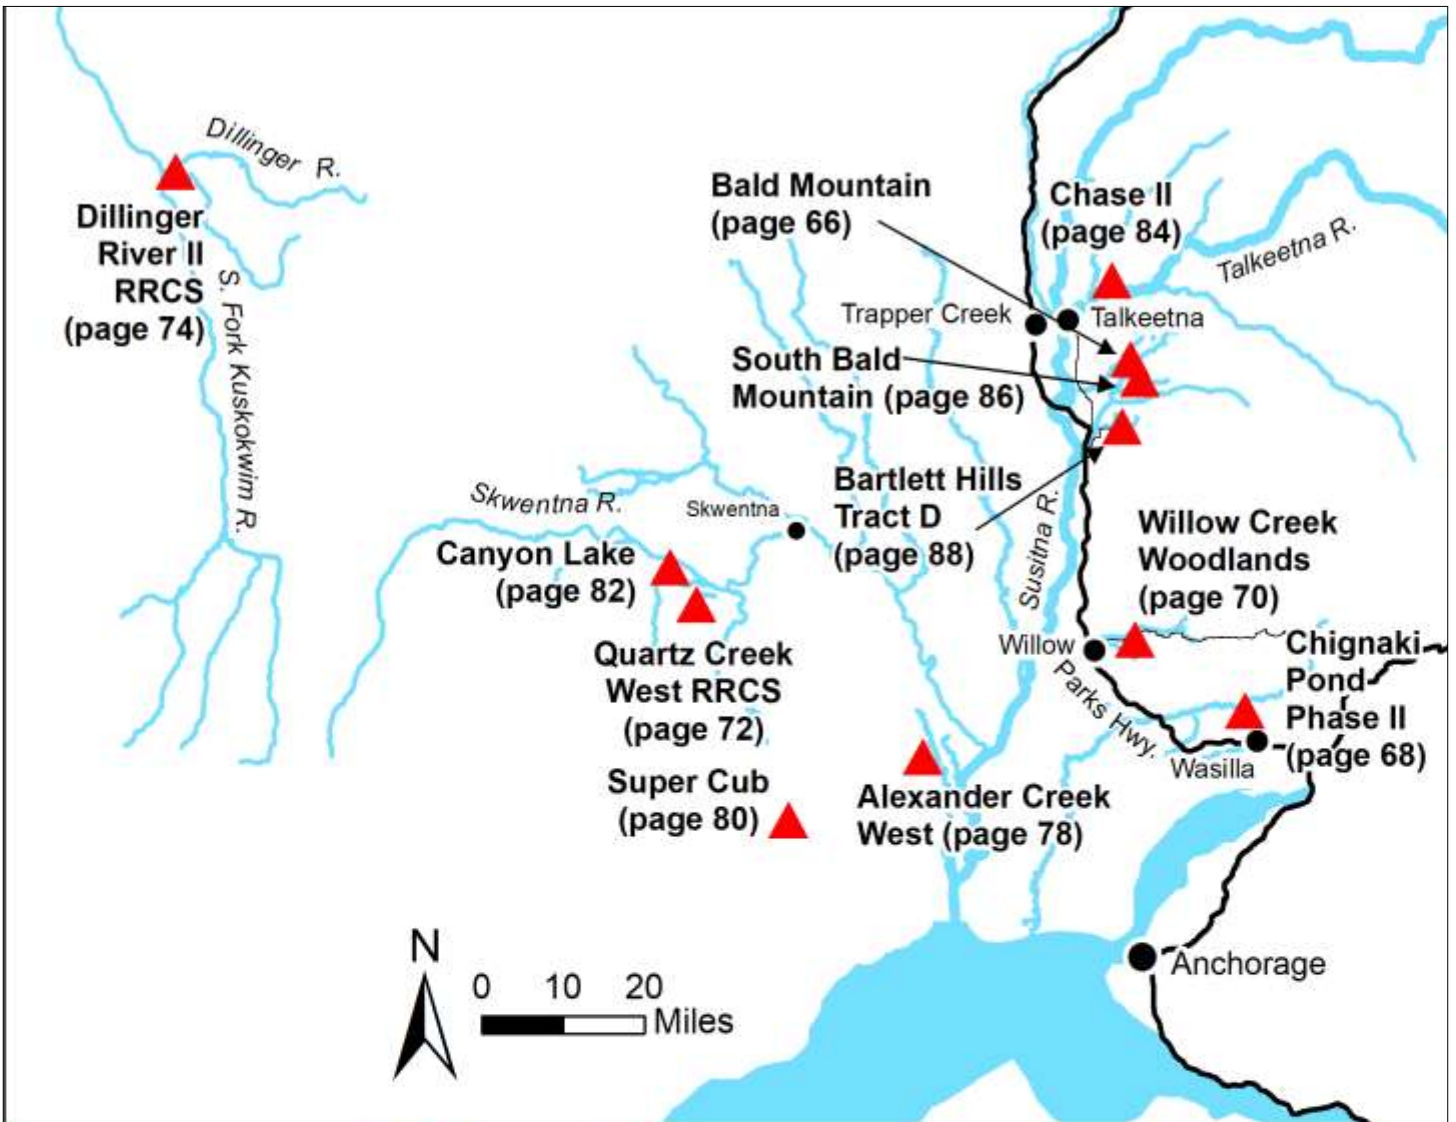 Dillinger R.
Dillinger
River II
RRCS
(page 74)
S. Fork Kuskokwim R.
Bald Mountain
(page 66)
Chase II
(page 84)
Talkeetna R.
Trapper Creek
Talkeetna
South Bald
Mountain (page 86)
Skwentna R.
Skwentna
Bartlett Hills
Tract D
(page 88)
Susitna R.
Canyon Lake
(page 82)
Willow Creek
Woodlands
(page 70)
Quartz Creek
West RRCS
(page 72)
Willow
Parks Hwy.
Chignaki
Pond
Phase II
(page 68)
Wasilla
Super Cub
(page 80)
Alexander Creek
West (page 78)
N
0 10 20
Miles
Anchorage